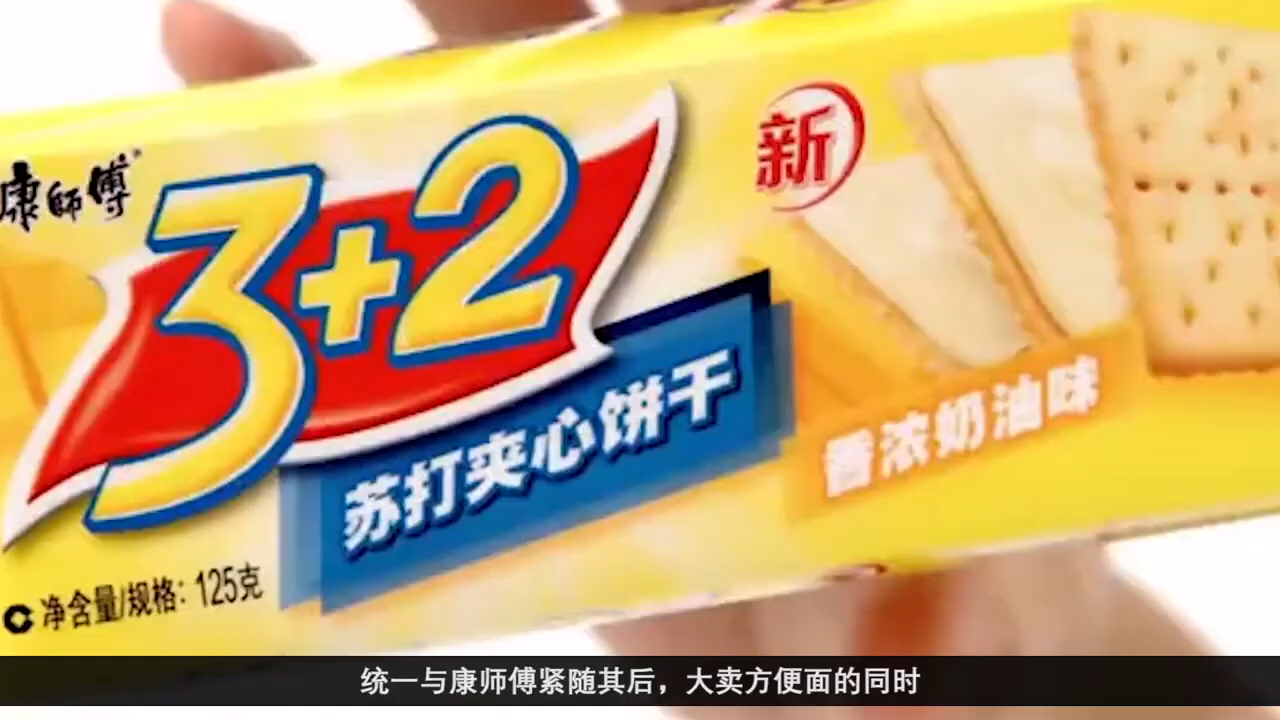 康師傅
3+2
新
苏打夹心饼干
香浓奶油味
C 净含量/规格：125克
统一与康师傅紧随其后，大卖方便面的同时